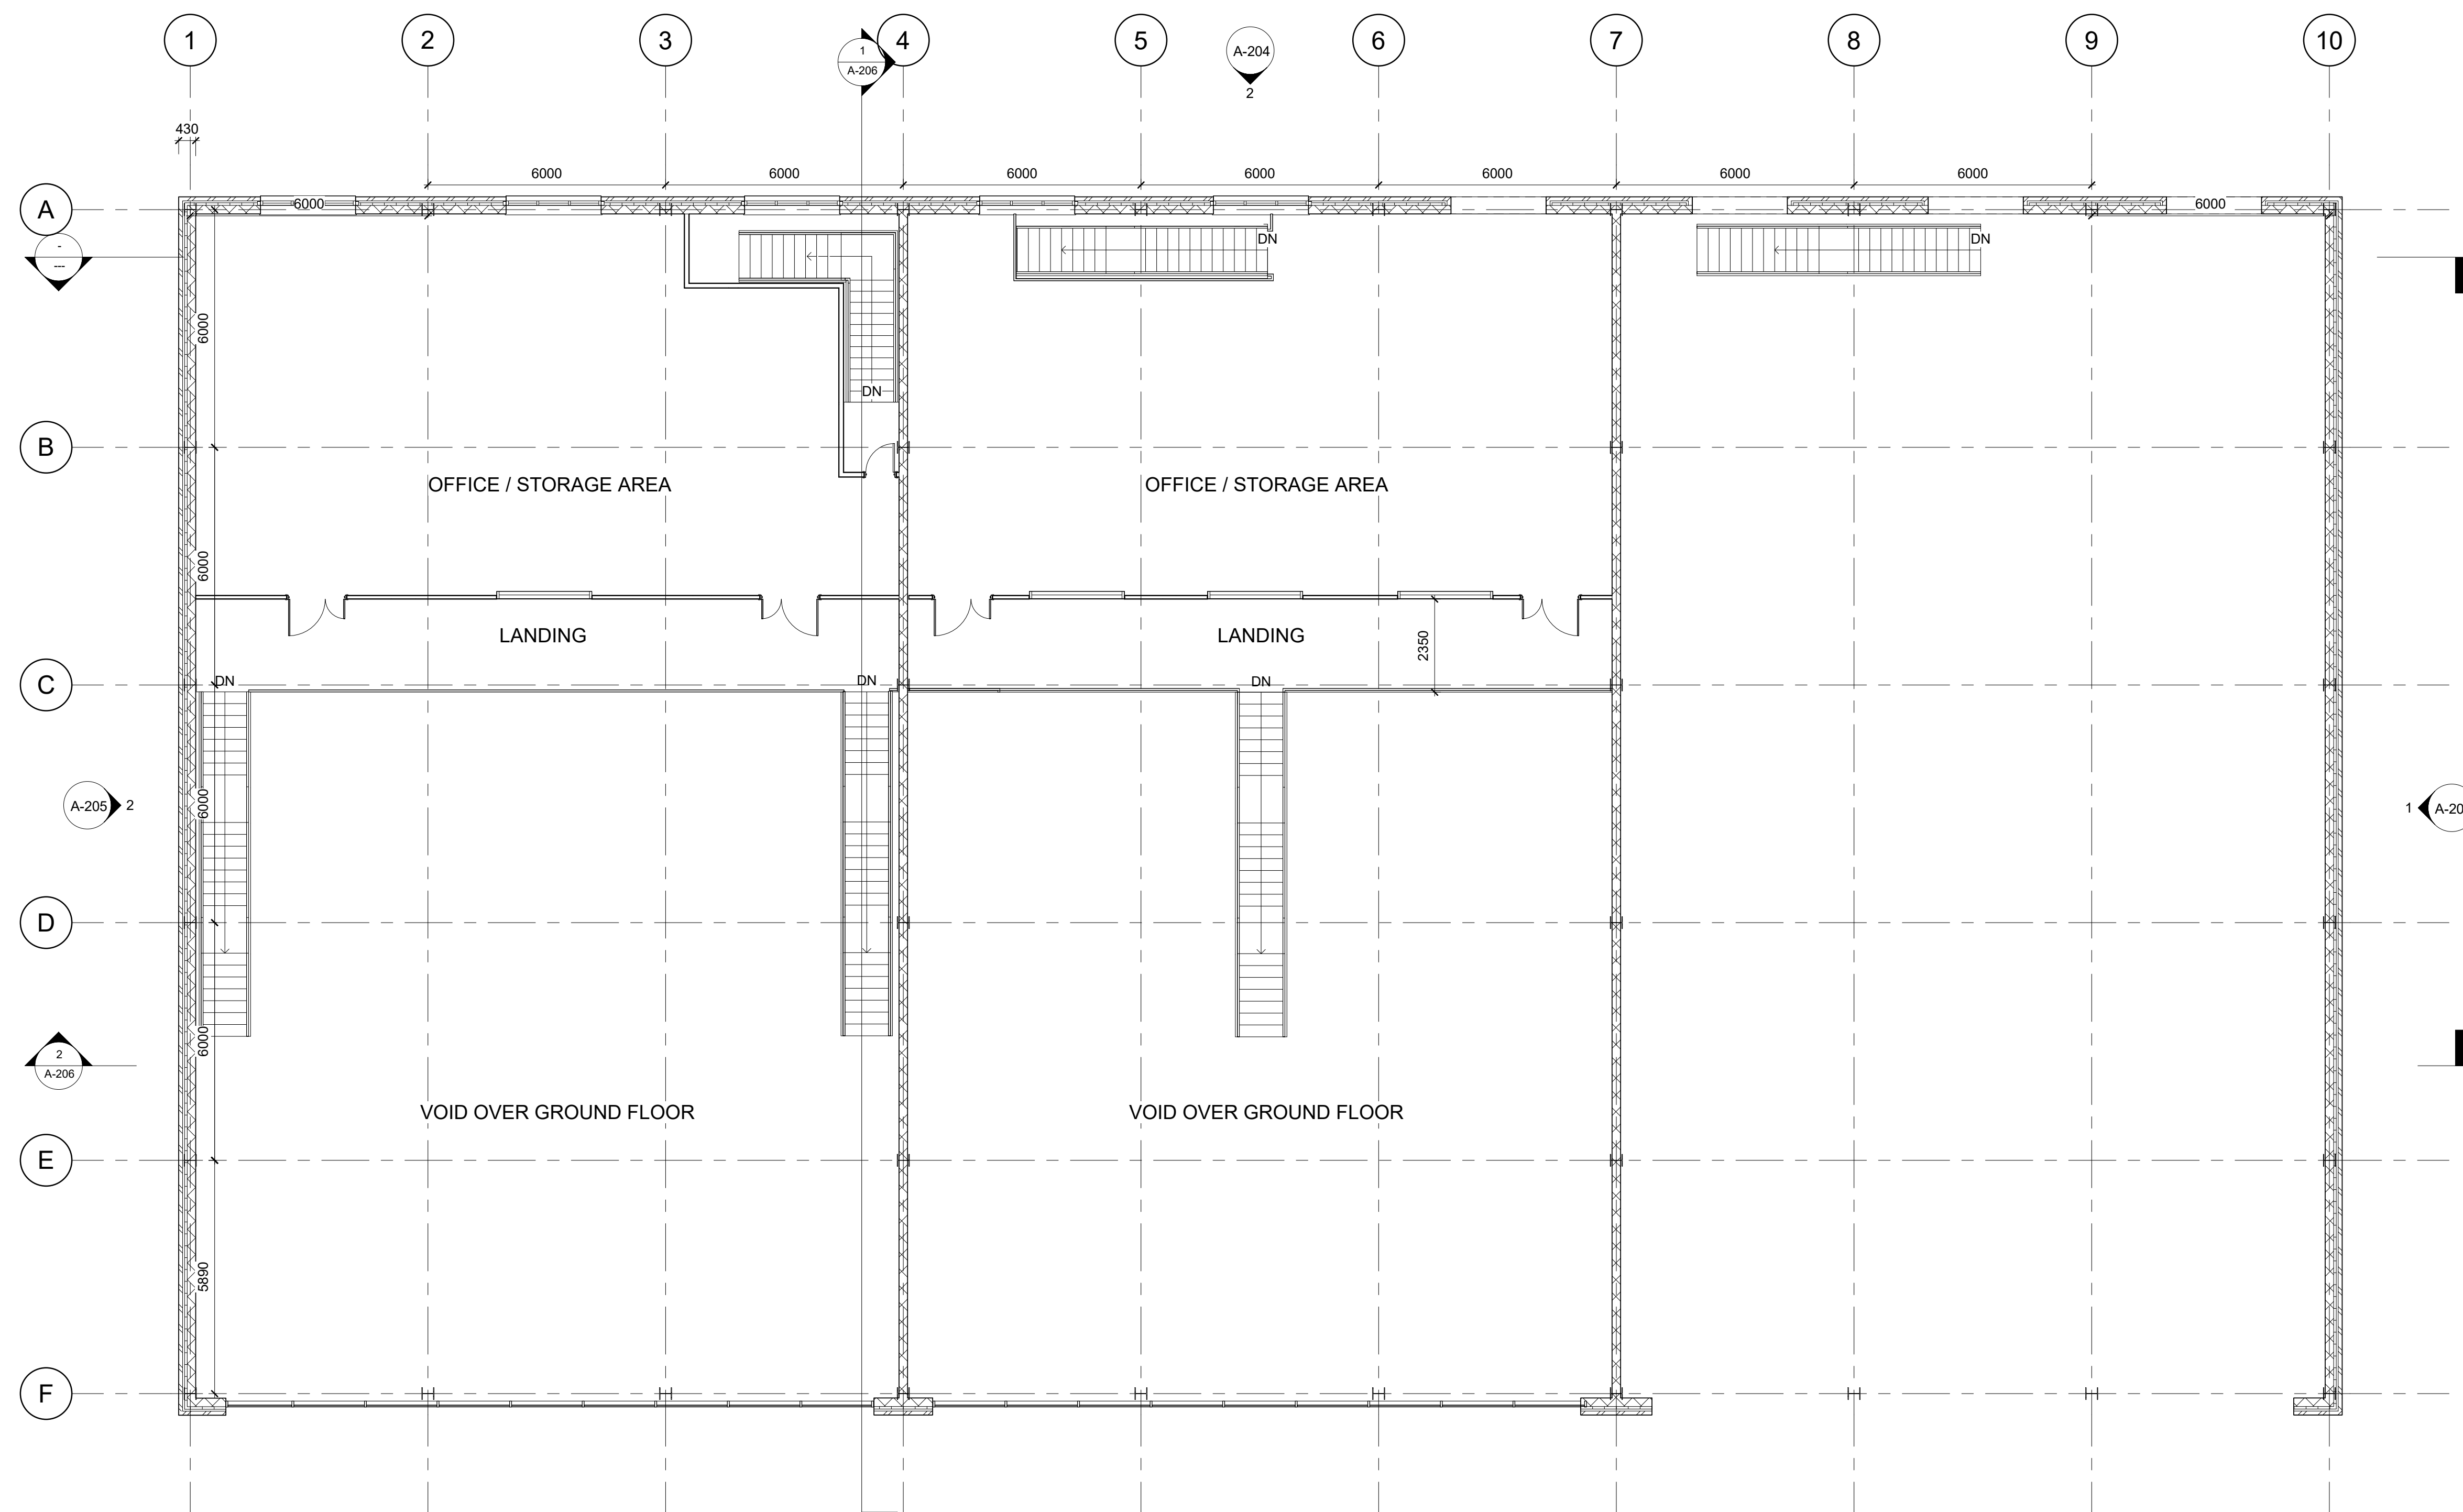 1
2
3
1
A-206
4
5
A-204
2
6
7
8
9
10
430
6000
6000
6000
6000
6000
6000
6000
A
6000
6000
-
---
DN
DN
6000
DN
B
OFFICE / STORAGE AREA
OFFICE / STORAGE AREA
6000
LANDING
LANDING
2350
C
DN
DN
DN
A-205
2
6000
1
A-20
D
6000
2
A-206
VOID OVER GROUND FLOOR
VOID OVER GROUND FLOOR
E
5890
F